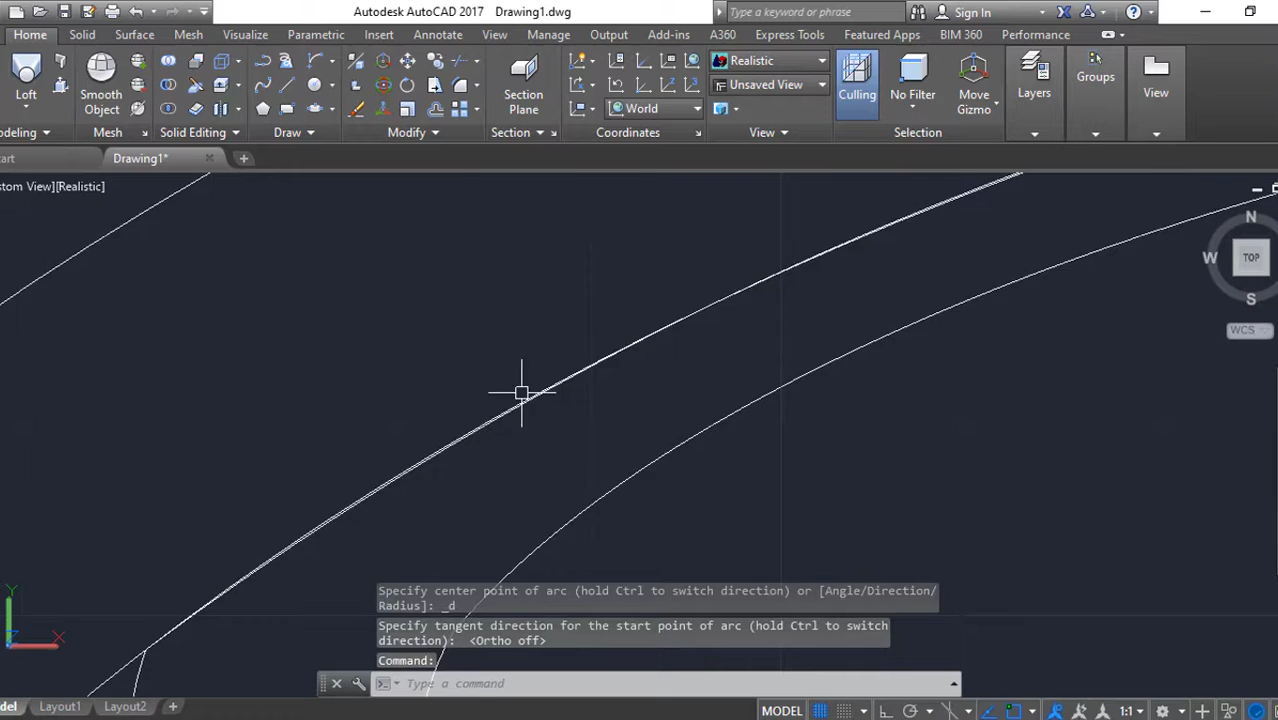 Autodesk AutoCAD 2017 Drawing1.dwg
Type a keyword or phrase
Sign In
Home Solid Surface Mesh Visualize Parametric Insert Annotate View Manage Output Add-ins A360 Express Tools Featured Apps BIM 360 Performance
Loft
Smooth
Object
Section
Plane
Realistic
Unsaved View
World
Culling
No Filter
Move
Gizmo
Layers
Groups
View
odeling Mesh Solid Editing Draw Modify Section Coordinates View Selection
tart Drawing1*
stom View][Realistic]
N
W
TOP
S
WCS
Y
X
Z
Specify center point of arc (hold Ctrl to switch direction) or [Angle/Direction/
Radius]: _d
Specify tangent direction for the start point of arc (hold Ctrl to switch
direction): <Ortho off>
Command:
Type a command
odel Layout1 Layout2
MODEL
1:1